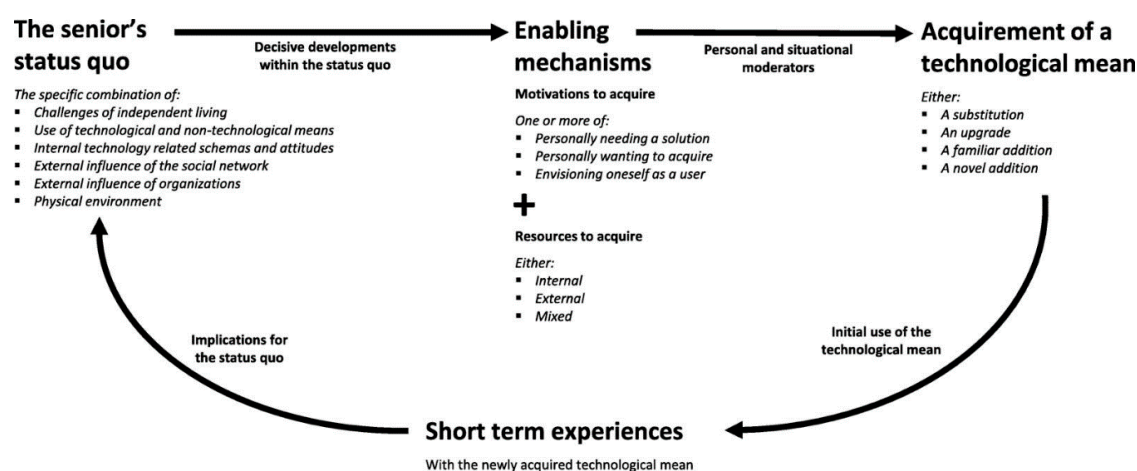 The senior's
status quo
The specific combination of:
▪ Challenges of independent living
▪ Use of technological and non-technological means
▪ Internal technology related schemas and attitudes
▪ External influence of the social network
▪ External influence of organizations
▪ Physical environment
Decisive developments
within the status quo
Enabling
mechanisms
Motivations to acquire
One or more of:
▪ Personally needing a solution
▪ Personally wanting to acquire
▪ Envisioning oneself as a user
+
Resources to acquire
Either:
▪ Internal
▪ External
▪ Mixed
Personal and situational
moderators
Acquirement of a
technological mean
Either:
▪ A substitution
▪ An upgrade
▪ A familiar addition
▪ A novel addition
Initial use of the
technological mean
Short term experiences
With the newly acquired technological mean
Implications for
the status quo